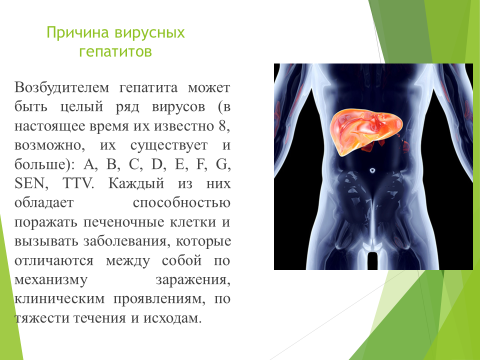 Причина вирусных
гепатитов
Возбудителем гепатита может
быть целый ряд вирусов (в
настоящее время их известно 8,
возможно, их существует и
больше): A, B, C, D, E, F, G,
SEN, TTV. Каждый из них
обладает способностью
поражать печеночные клетки и
вызывать заболевания, которые
отличаются между собой по
механизму заражения,
клиническим проявлениям, по
тяжести течения и исходам.